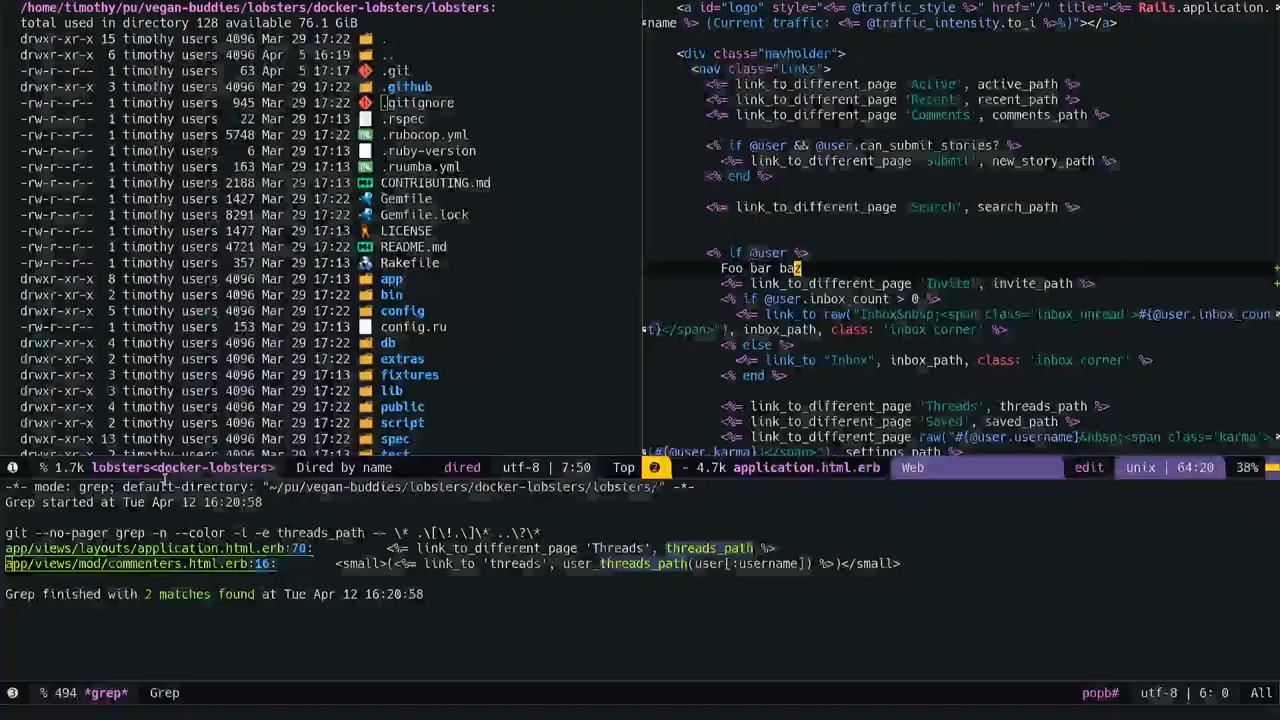 /home/timothy/pu/vegan-buddies/lobsters/docker-lobsters/lobsters:
total used in directory 128 available 76.1 GiB
drwxr-xr-x 15 timothy users 4096 Mar 29 17:22 .
drwxr-xr-x 6 timothy users 4096 Apr 5 16:19 ..
-rw-r--r-- 1 timothy users 63 Apr 5 17:17 .git
drwxr-xr-x 3 timothy users 4096 Mar 29 17:22 .github
-rw-r--r-- 1 timothy users 945 Mar 29 17:22 .gitignore
-rw-r--r-- 1 timothy users 22 Mar 29 17:13 .rspec
-rw-r--r-- 1 timothy users 5748 Mar 29 17:22 .rubocop.yml
-rw-r--r-- 1 timothy users 6 Mar 29 17:13 .ruby-version
-rw-r--r-- 1 timothy users 163 Mar 29 17:13 .ruumba.yml
-rw-r--r-- 1 timothy users 2188 Mar 29 17:13 CONTRIBUTING.md
-rw-r--r-- 1 timothy users 1427 Mar 29 17:22 Gemfile
-rw-r--r-- 1 timothy users 8291 Mar 29 17:22 Gemfile.lock
-rw-r--r-- 1 timothy users 1477 Mar 29 17:13 LICENSE
-rw-r--r-- 1 timothy users 4721 Mar 29 17:22 README.md
-rw-r--r-- 1 timothy users 357 Mar 29 17:13 Rakefile
drwxr-xr-x 8 timothy users 4096 Mar 29 17:13 app
drwxr-xr-x 2 timothy users 4096 Mar 29 17:22 bin
drwxr-xr-x 5 timothy users 4096 Mar 29 17:22 config
-rw-r--r-- 1 timothy users 153 Mar 29 17:13 config.ru
drwxr-xr-x 4 timothy users 4096 Mar 29 17:22 db
drwxr-xr-x 2 timothy users 4096 Mar 29 17:22 extras
drwxr-xr-x 3 timothy users 4096 Mar 29 17:13 fixtures
drwxr-xr-x 3 timothy users 4096 Mar 29 17:22 lib
drwxr-xr-x 4 timothy users 4096 Mar 29 17:22 public
drwxr-xr-x 2 timothy users 4096 Mar 29 17:22 script
drwxr-xr-x 13 timothy users 4096 Mar 29 17:22 spec
❶ % 1.7k lobsters<docker-lobsters> Dired by name dired utf-8 | 7:50 Top
<a id="logo" style="<%= @traffic_style %>" href="/" title="<%= Rails.application.
name %> (Current traffic: <%= @traffic_intensity.to_i %>%)"></a>
<div class="navholder">
<nav class="links">
<%= link_to_different_page 'Active', active_path %>
<%= link_to_different_page 'Recent', recent_path %>
<%= link_to_different_page 'Comments', comments_path %>
<% if @user && @user.can_submit_stories? %>
<%= link_to_different_page 'Submit', new_story_path %>
<% end %>
<%= link_to_different_page 'Search', search_path %>
<% if @user %>
Foo bar baz
<%= link_to_different_page 'Invite', invite_path %>
<% if @user.inbox_count > 0 %>
<%= link_to raw("Inbox&nbsp;<span class='inbox_unread'>#{@user.inbox_coun
t}</span>"), inbox_path, class: 'inbox corner' %>
<% else %>
<%= link_to "Inbox", inbox_path, class: 'inbox corner' %>
<% end %>
<%= link_to_different_page 'Threads', threads_path %>
<%= link_to_different_page 'Saved', saved_path %>
<%= link_to_different_page raw("#{@user.username}&nbsp;<span class='karma'>
(#{@user.karma})</span>"), settings_path %>
❷ - 4.7k application.html.erb Web edit unix | 64:20 38%
-*- mode: grep; default-directory: "~/pu/vegan-buddies/lobsters/docker-lobsters/lobsters/" -*-
Grep started at Tue Apr 12 16:20:58
git --no-pager grep -n --color -i -e threads_path -- \* .\[\!.\]\* ..\?\*
app/views/layouts/application.html.erb:70: <%= link_to_different_page 'Threads', threads_path %>
app/views/mod/commenters.html.erb:16: <small>(<%= link_to 'threads', user_threads_path(user[:username]) %>)</small>
Grep finished with 2 matches found at Tue Apr 12 16:20:58
❸ % 494 *grep* Grep popb# utf-8 | 6: 0 All